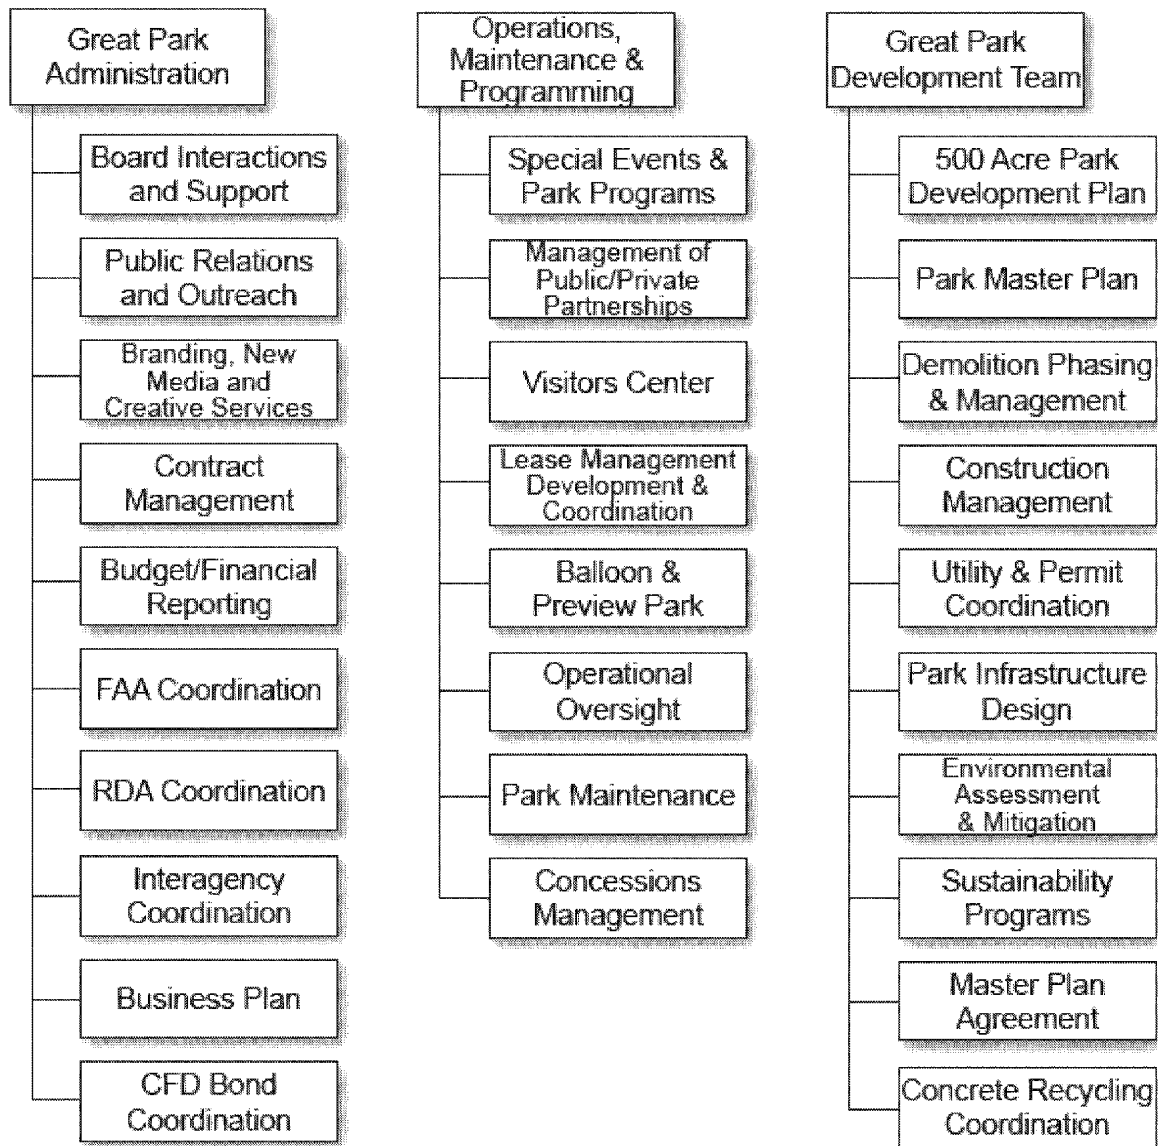 Great Park
Administration
Board Interactions
and Support
Public Relations
and Outreach
Branding, New
Media and
Creative Services
Contract
Management
Budget/Financial
Reporting
FAA Coordination
RDA Coordination
Interagency
Coordination
Business Plan
CFD Bond
Coordination
Operations,
Maintenance &
Programming
Special Events &
Park Programs
Management of
Public/Private
Partnerships
Visitors Center
Lease Management
Development &
Coordination
Balloon &
Preview Park
Operational
Oversight
Park Maintenance
Concessions
Management
Great Park
Development Team
500 Acre Park
Development Plan
Park Master Plan
Demolition Phasing
& Management
Construction
Management
Utility & Permit
Coordination
Park Infrastructure
Design
Environmental
Assessment
& Mitigation
Sustainability
Programs
Master Plan
Agreement
Concrete Recycling
Coordination